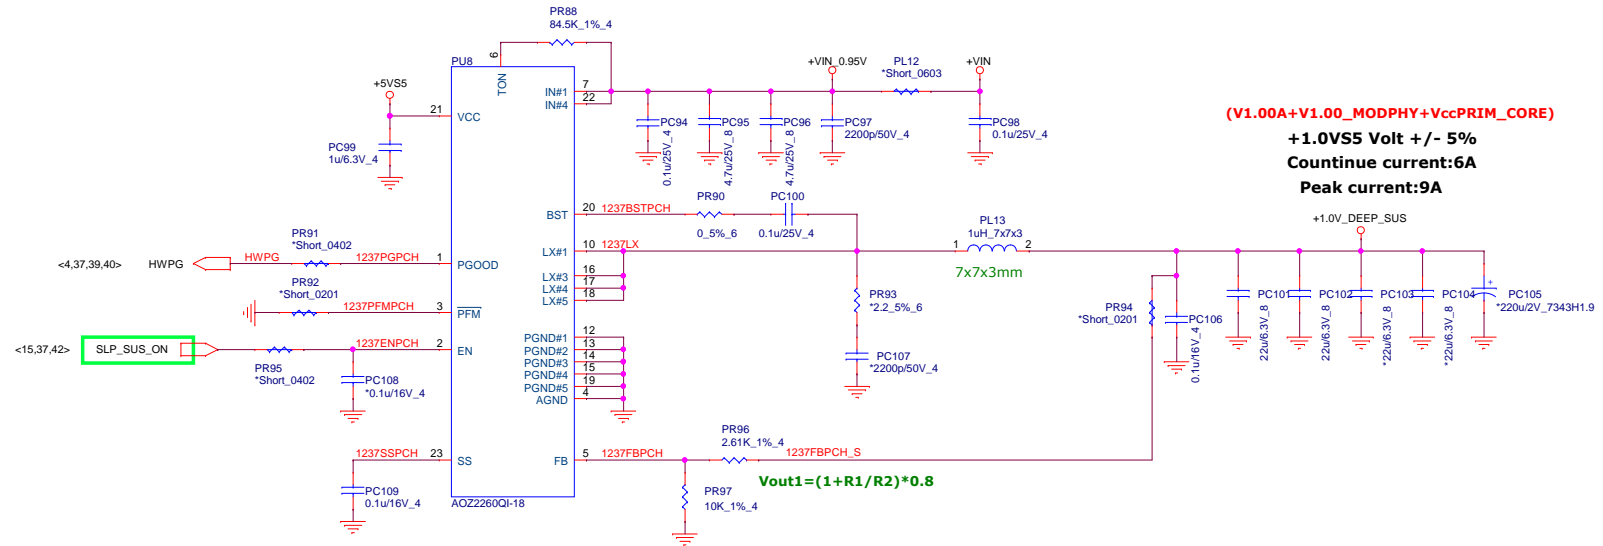 PR88
84.5K_1%_4
6
PU8
TON
+5VS5
21
VCC
PC99
1u/6.3V_4
7
IN#1
22
IN#4
+VIN_0.95V
PL12
*Short_0603
+VIN
PC94
0.1u/25V_4
PC95
4.7u/25V_8
PC96
4.7u/25V_8
PC97
2200p/50V_4
PC98
0.1u/25V_4
(V1.00A+V1.00_MODPHY+VccPRIM_CORE)
+1.0VS5 Volt +/- 5%
Countinue current:6A
Peak current:9A
+1.0V_DEEP_SUS
BST
20
1237BSTPCH
PR90
0_5%_6
PC100
0.1u/25V_4
LX#1
10
1237LX
PL13
1uH_7x7x3
1
2
7x7x3mm
LX#3
16
LX#4
17
LX#5
18
<4,37,39,40>
HWPG
HWPG
PR91
*Short_0402
1237PGPCH
1
PGOOD
PR92
*Short_0201
1237PFMPCH
3
PFM
<15,37,42>
SLP_SUS_ON
PR95
*Short_0402
1237ENPCH
2
EN
PC108
*0.1u/16V_4
PR93
*2.2_5%_6
PC107
*2200p/50V_4
PGND#1
12
PGND#2
13
PGND#3
14
PGND#4
15
PGND#5
19
AGND
4
PR94
*Short_0201
PC106
0.1u/16V_4
PC101
22u/6.3V_8
PC102
22u/6.3V_8
PC103
*22u/6.3V_8
PC104
*22u/6.3V_8
+
PC105
*220u/2V_7343H1.9
1237SSPCH
23
SS
PC109
0.1u/16V_4
AOZ2260QI-18
FB
5
1237FBPCH
PR96
2.61K_1%_4
1237FBPCH_S
PR97
10K_1%_4
Vout1=(1+R1/R2)*0.8